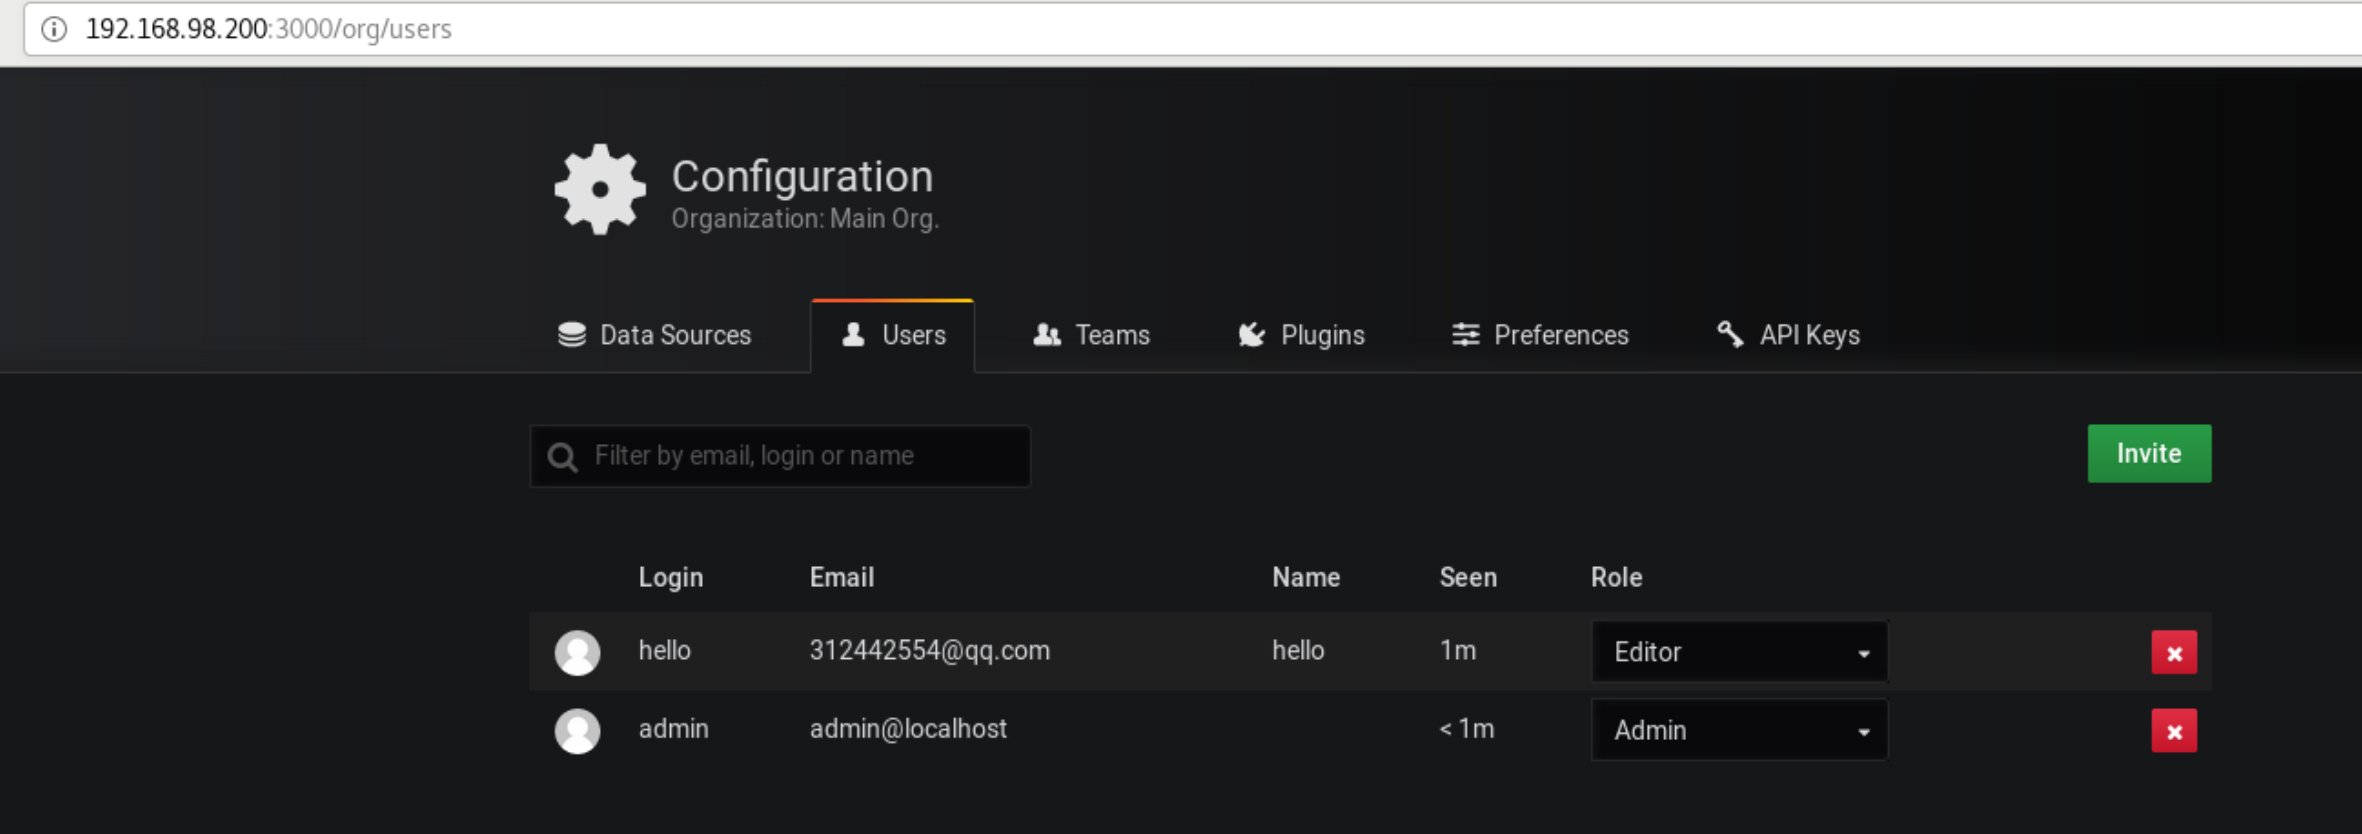 192.168.98.200:3000/org/users
Configuration
Organization: Main Org.
Data Sources Users Teams Plugins Preferences API Keys
Filter by email, login or name Invite
Login Email Name Seen Role
hello 312442554@qq.com hello 1m Editor
admin admin@localhost < 1m Admin